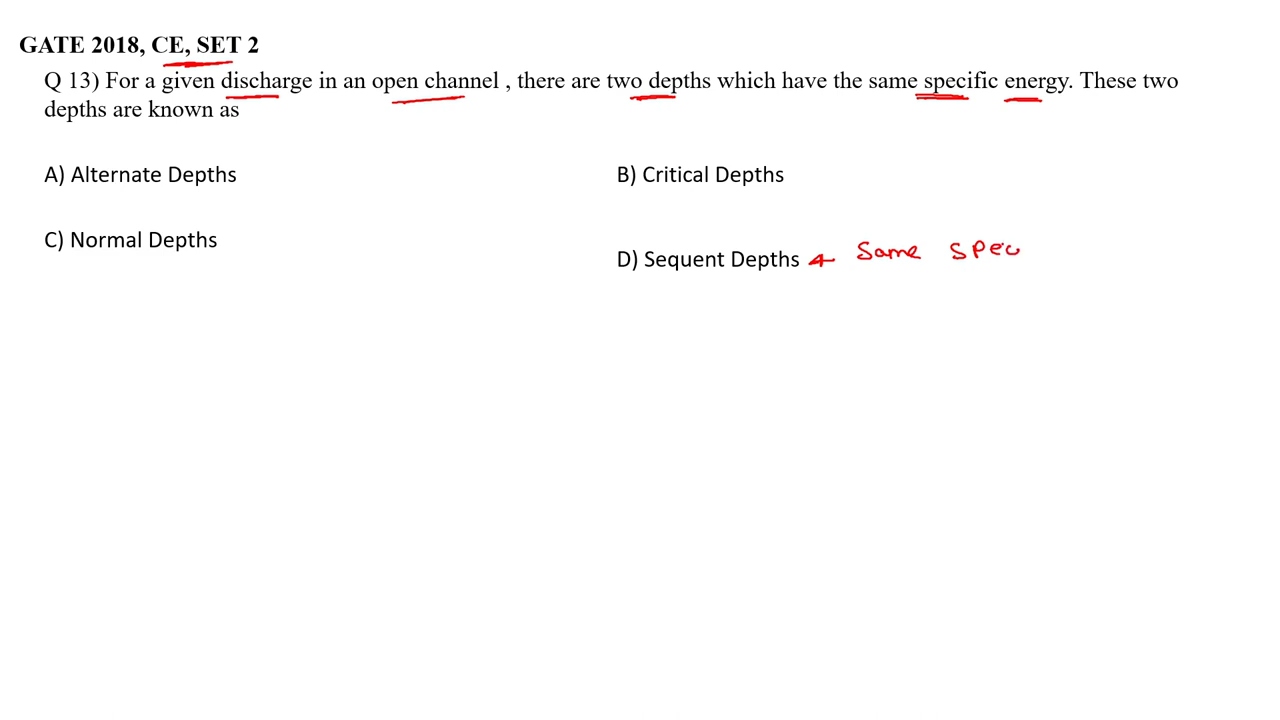 GATE 2018, CE, SET 2
Q 13) For a given discharge in an open channel , there are two depths which have the same specific energy. These two
depths are known as
A) Alternate Depths
B) Critical Depths
C) Normal Depths
D) Sequent Depths Same spec